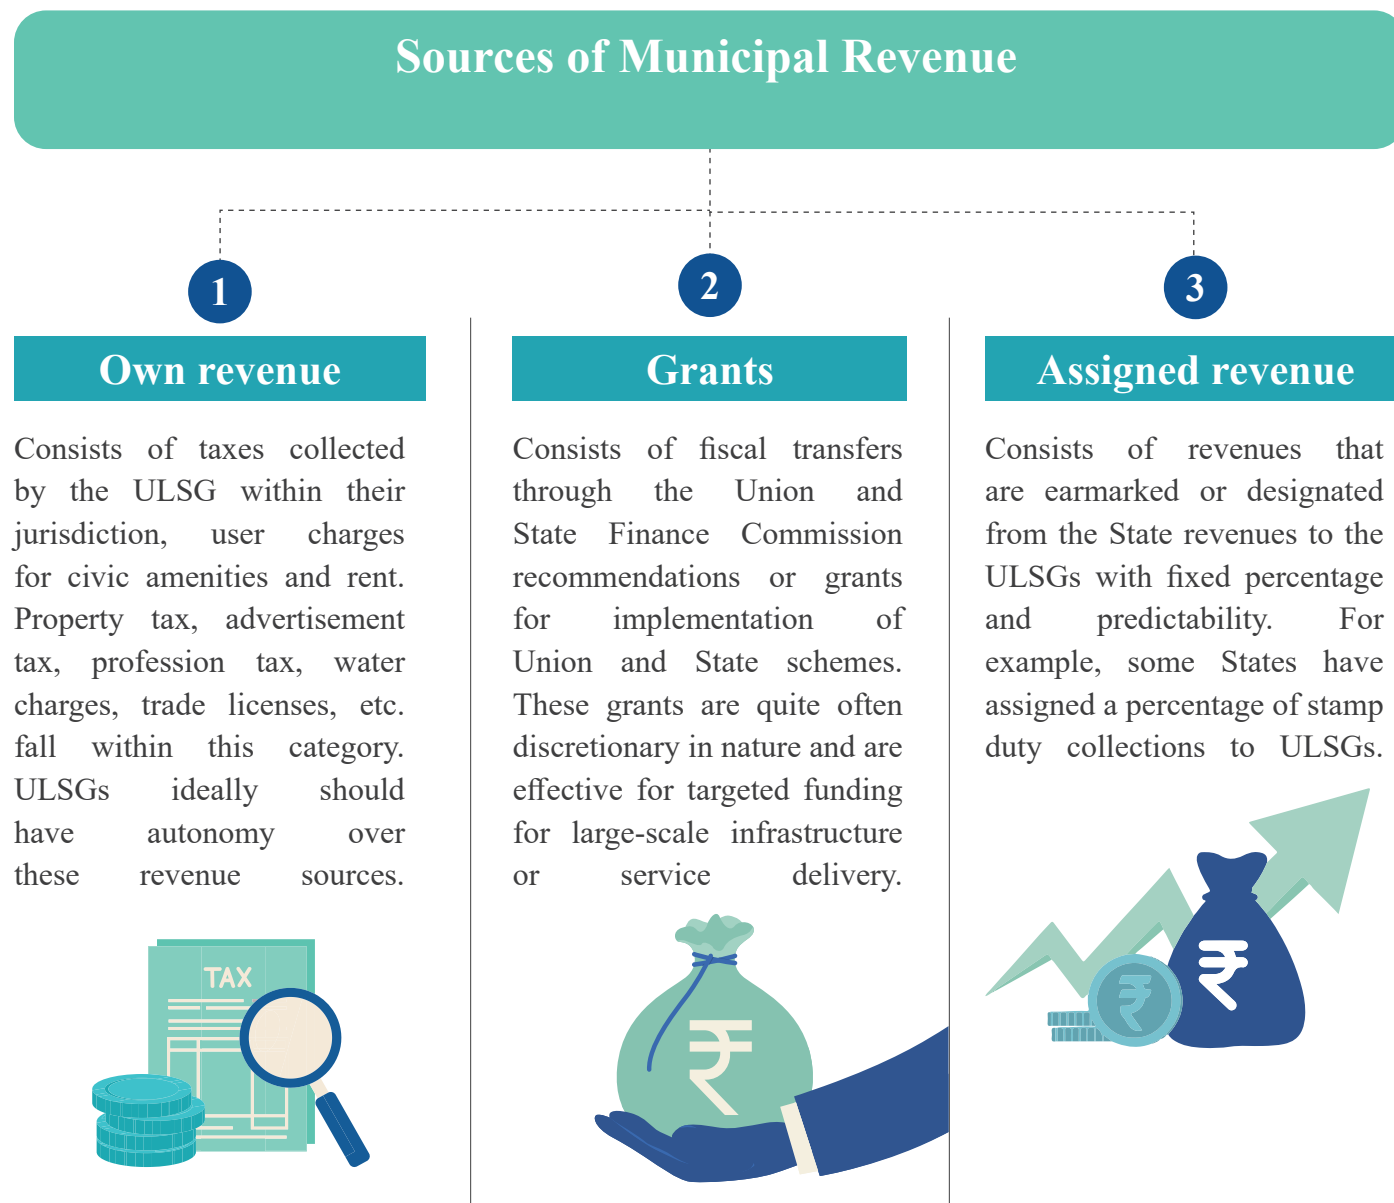 Sources of Municipal Revenue
1
Own revenue
Consists of taxes collected
by the ULSG within their
jurisdiction, user charges
for civic amenities and rent.
Property tax, advertisement
tax, profession tax, water
charges, trade licenses, etc.
fall within this category.
ULSGs ideally should
have autonomy over
these revenue sources.
TAX
2
Grants
Consists of fiscal transfers
through the Union and
State Finance Commission
recommendations or grants
for implementation of
Union and State schemes.
These grants are quite often
discretionary in nature and are
effective for targeted funding
for large-scale infrastructure
or service delivery.
₹
3
Assigned revenue
Consists of revenues that
are earmarked or designated
from the State revenues to the
ULSGs with fixed percentage
and predictability. For
example, some States have
assigned a percentage of stamp
duty collections to ULSGs.
₹
₹